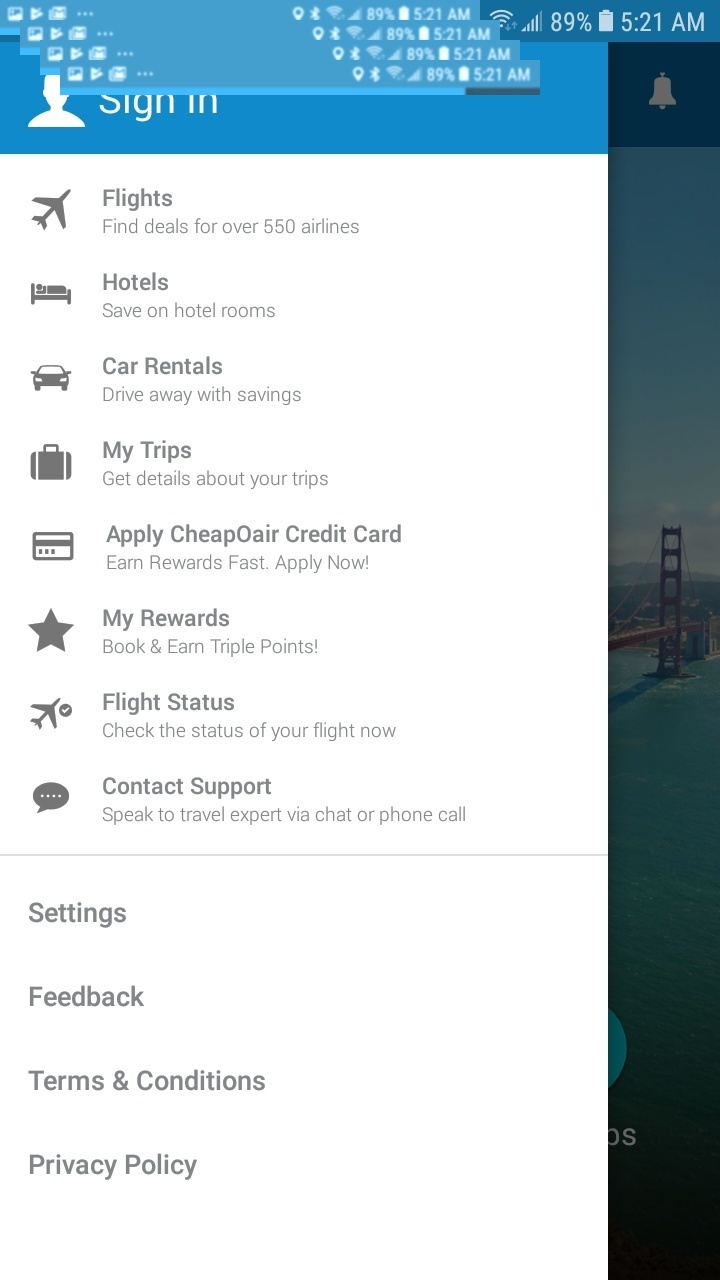 89% 5:21 AM
89% 5:21 AM
89% 5:21 AM
89% 5:21 AM
89% 5:21 AM
Sign In
Flights
Find deals for over 550 airlines
Hotels
Save on hotel rooms
Car Rentals
Drive away with savings
My Trips
Get details about your trips
Apply CheapOair Credit Card
Earn Rewards Fast. Apply Now!
My Rewards
Book & Earn Triple Points!
Flight Status
Check the status of your flight now
Contact Support
Speak to travel expert via chat or phone call
Settings
Feedback
Terms & Conditions
ps
Privacy Policy